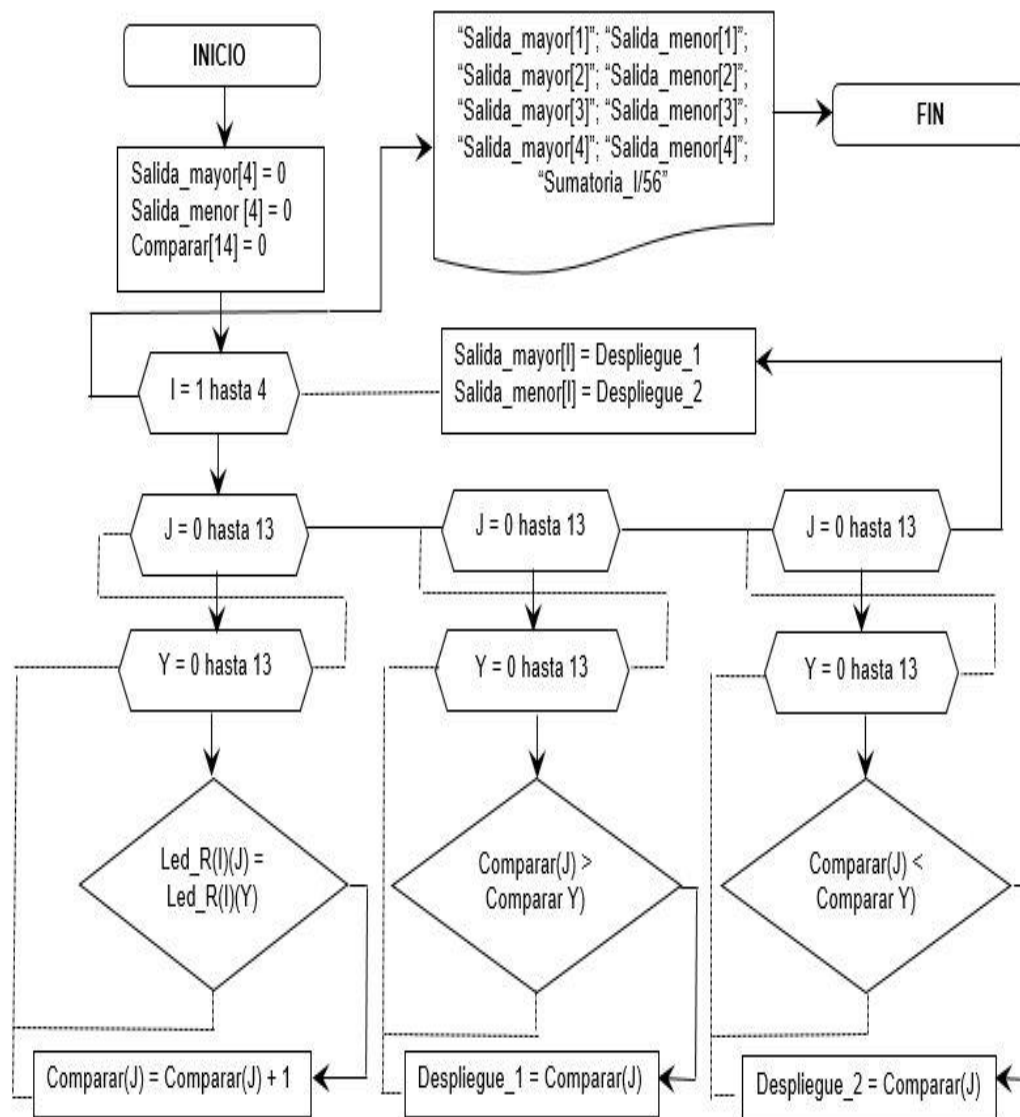 INICIO
Salida_mayor[4] = 0
Salida_menor [4] = 0
Comparar[14] = 0
“Salida_mayor[1]”; “Salida_menor[1]”;
“Salida_mayor[2]”; “Salida_menor[2]”;
“Salida_mayor[3]”; “Salida_menor[3]”
“Salida_mayor[4]”; “Salida_menor[4]”;
“Sumatoria_I/56”
FIN
I = 1 hasta 4
Salida_mayor[I] = Despliegue_1
Salida_menor[I] = Despliegue_2
J = 0 hasta 13
J = 0 hasta 13
J = 0 hasta 13
Y = 0 hasta 13
Y = 0 hasta 13
Y = 0 hasta 13
Led_R(I)(J) =
Led_R(I)(Y)
Comparar(J) >
Comparar Y)
Comparar(J) <
Comparar Y)
Comparar(J) = Comparar(J) + 1
Despliegue_1 = Comparar(J)
Despliegue_2 = Comparar(J)